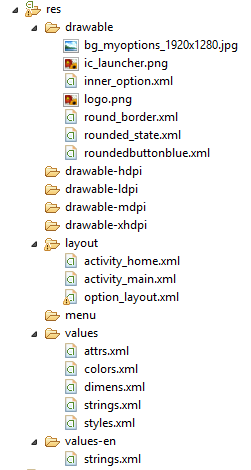 res
drawable
bg_myoptions_1920x1280.jpg
ic_launcher.png
inner_option.xml
logo.png
round_border.xml
rounded_state.xml
roundedbuttonblue.xml
drawable-hdpi
drawable-ldpi
drawable-mdpi
drawable-xhdpi
layout
activity_home.xml
activity_main.xml
option_layout.xml
menu
values
attrs.xml
colors.xml
dimens.xml
strings.xml
styles.xml
values-en
strings.xml